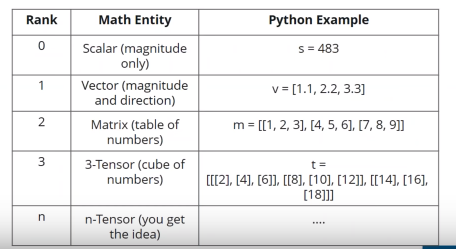 Rank Math Entity Python Example
0 Scalar (magnitude only) s = 483
1 Vector (magnitude and direction) v = [1.1, 2.2, 3.3]
2 Matrix (table of numbers) m = [[1, 2, 3], [4, 5, 6], [7, 8, 9]]
3 3-Tensor (cube of numbers) t = [[[2], [4], [6]], [[8], [10], [12]], [[14], [16], [18]]]
n n-Tensor (you get the idea) ....